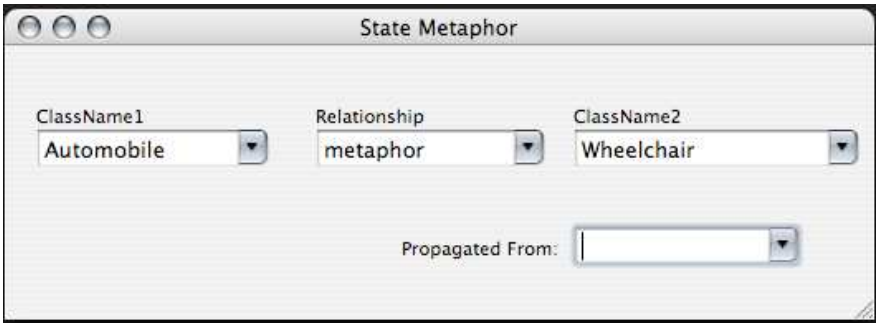 State Metaphor
ClassName1 Relationship ClassName2
Automobile metaphor Wheelchair
Propagated From: